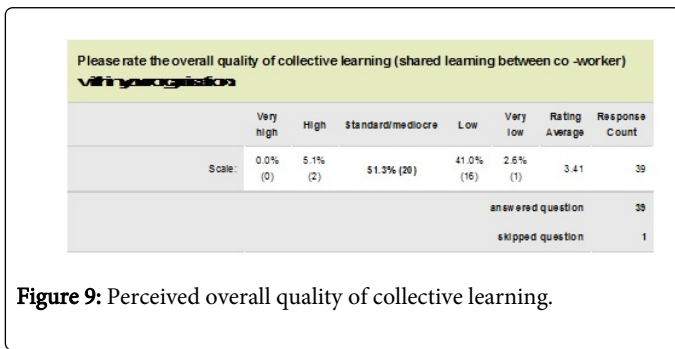 Please rate the overall quality of collective learning (shared learning between co -worker)
within your organisation:
Very high High Standard/mediocre Low Very low Rating Average Response Count
Scale: 0.0% (0) 5.1% (2) 51.3% (20) 41.0% (16) 2.6% (1) 3.41 39
answered question 39
skipped question 1
Figure 9: Perceived overall quality of collective learning.